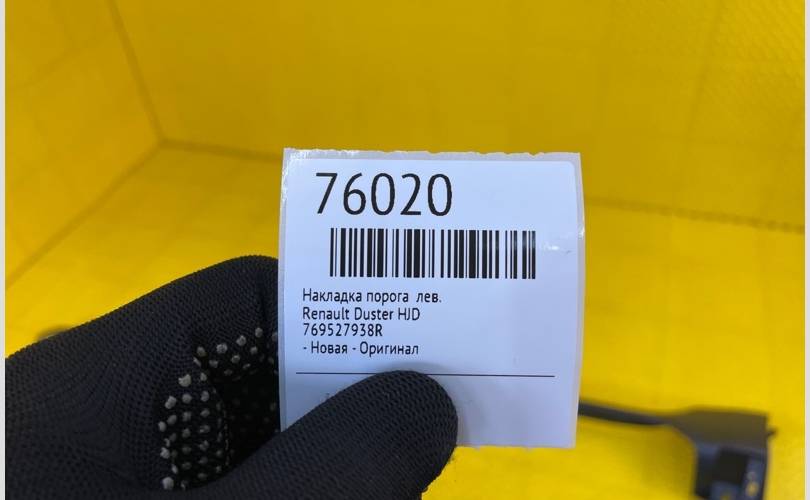 76020
Накладка порога лев.
Renault Duster HJD
769527938R
- Новая - Оригинал